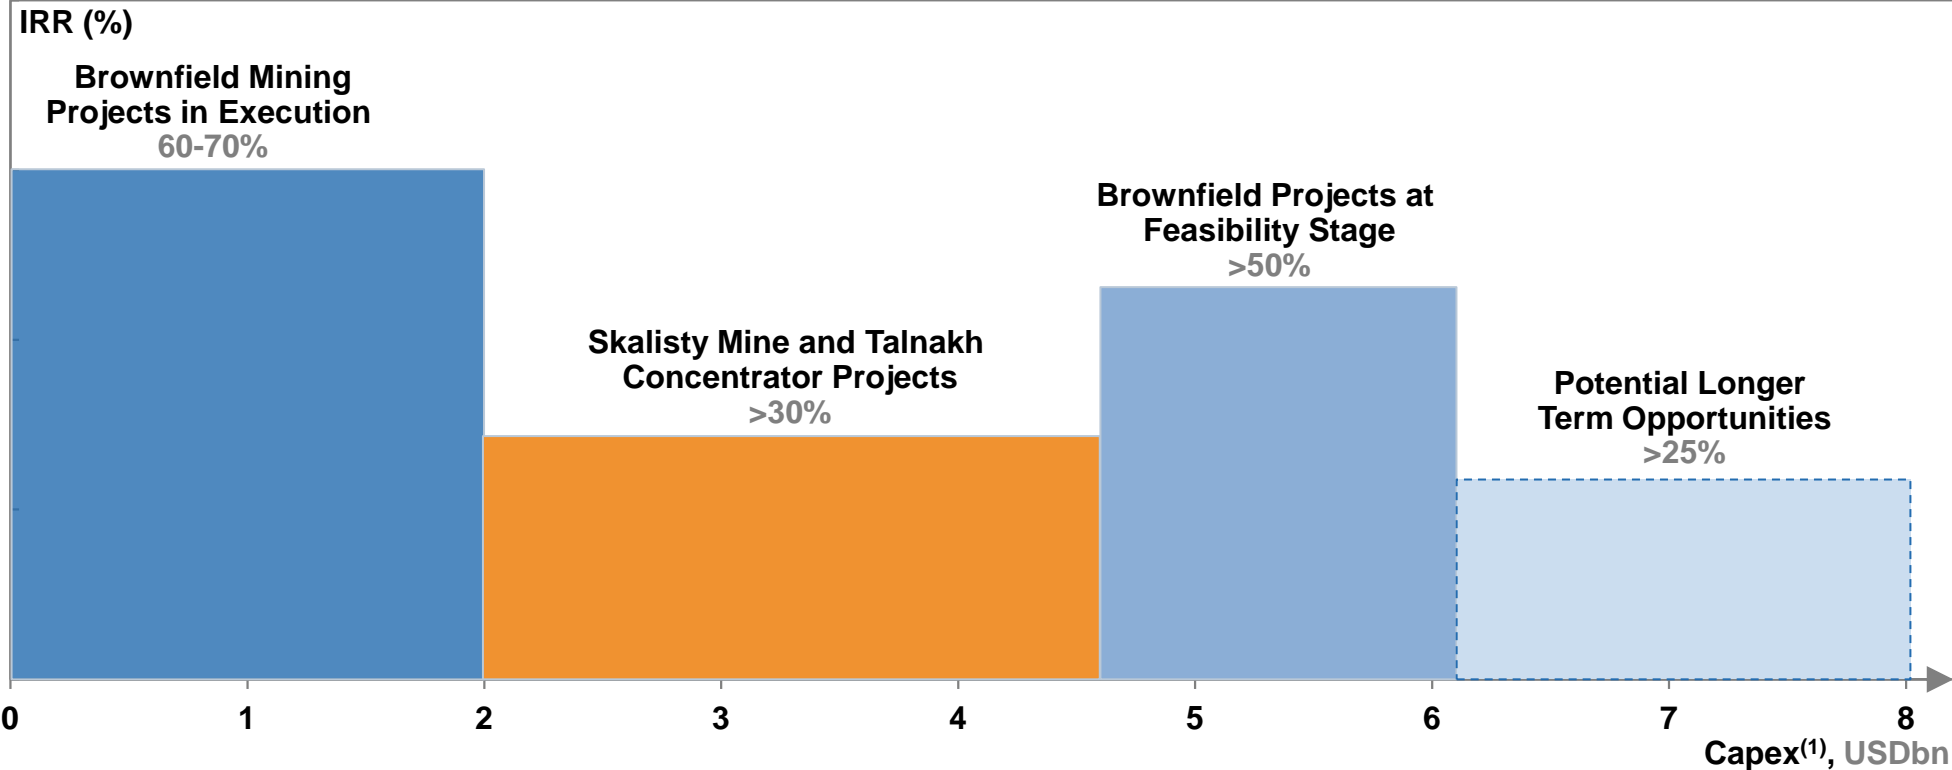 IRR (%)
Brownfield Mining
Projects in Execution
60-70%
Brownfield Projects at
Feasibility Stage
>50%
Skalisty Mine and Talnakh
Concentrator Projects
>30%
Potential Longer
Term Opportunities
>25%
0 1 2 3 4 5 6 7 8
Capex(1), USDbn